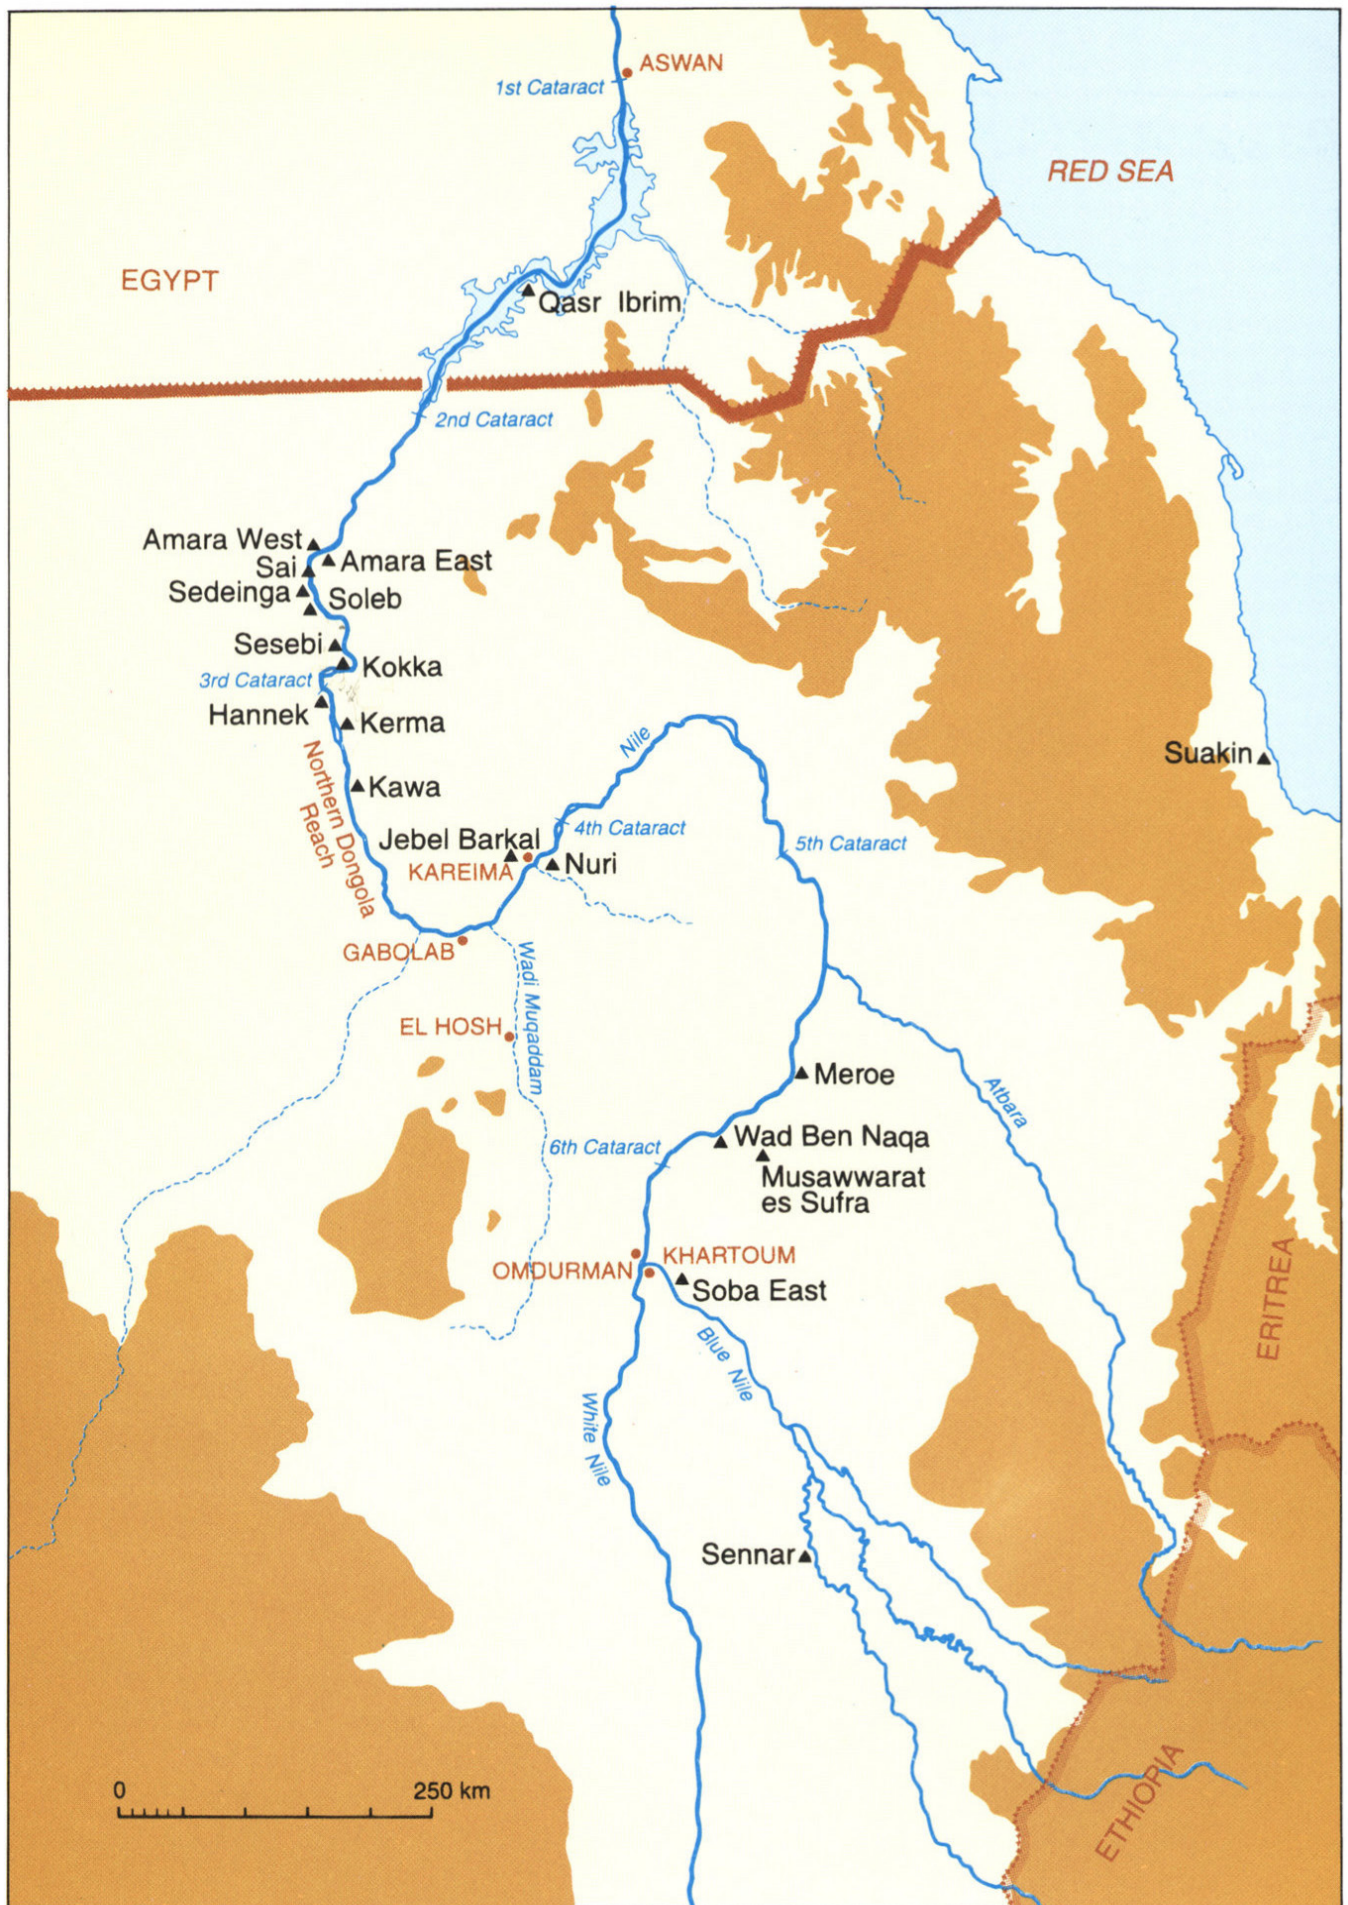 ASWAN
1st Cataract
RED SEA
EGYPT
Qasr Ibrim
2nd Cataract
Amara West
Amara East
Sai
Sedeinga
Soleb
Sesebi
Kokka
3rd Cataract
Hannek
Kerma
Northern Dongola
Reach
Nile
Suakin
Kawa
4th Cataract
Jebel Barkal
5th Cataract
KAREIMA
Nuri
GABOLAB
Wadi Muqaddam
EL HOSH
Meroe
Atbara
Wad Ben Naqa
6th Cataract
Musawwarat
es Sufra
KHARTOUM
OMDURMAN
Soba East
ERITREA
Blue Nile
White Nile
Sennar
ETHIOPIA
0
250 km